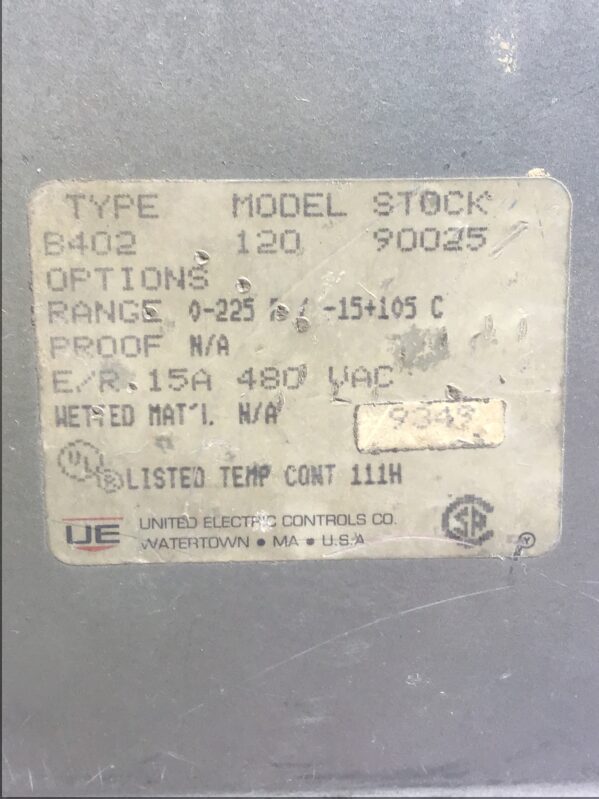 TYPE MODEL STOCK
B402 120 90025
OPTIONS
RANGE 0-225 F / -15+105 C
PROOF N/A
E/R. 15A 480 VAC
WETTED MAT'L N/A 9349
UL LISTED TEMP CONT 111H
UE UNITED ELECTRIC CONTROLS CO.
WATERTOWN • MA • U.S.A